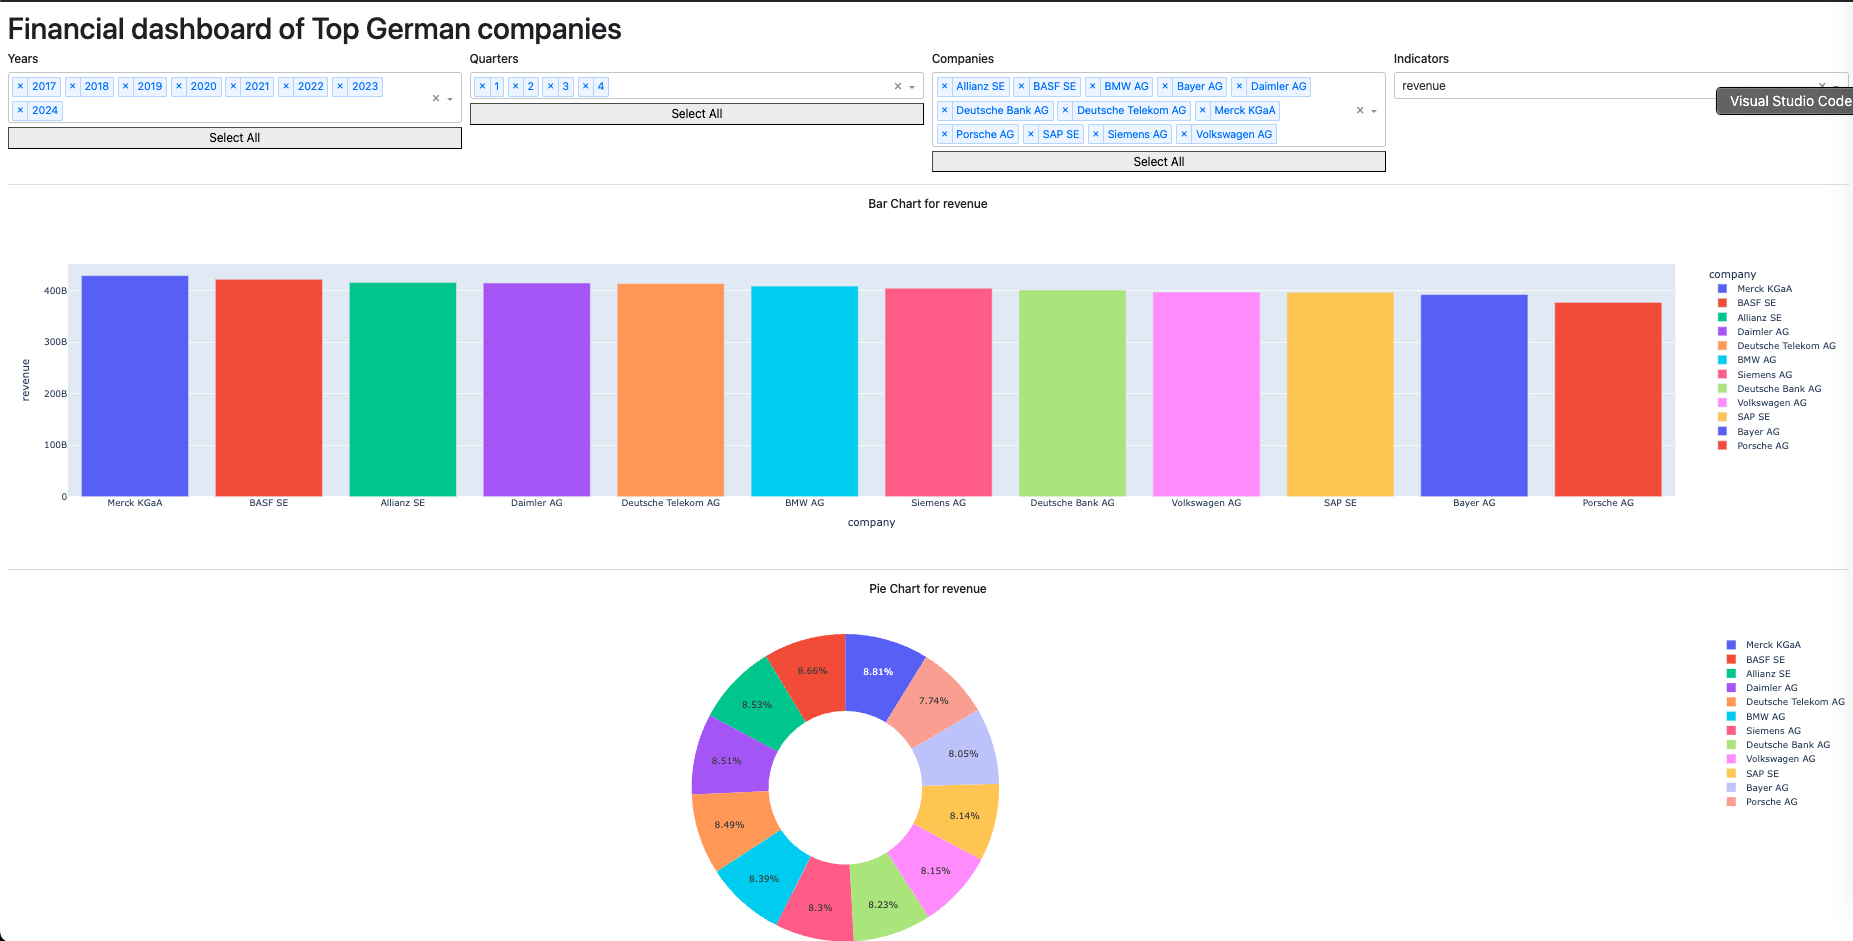 Financial dashboard of Top German companies
Years
Quarters
Companies
Indicators
× 2017 × 2018 × 2019 × 2020 × 2021 × 2022 × 2023
× 2024
Select All
× 1 × 2 × 3 × 4
Select All
× Allianz SE × BASF SE × BMW AG × Bayer AG × Daimler AG
× Deutsche Bank AG × Deutsche Telekom AG × Merck KGaA
× Porsche AG × SAP SE × Siemens AG × Volkswagen AG
Select All
revenue
Visual Studio Code
Bar Chart for revenue
400B
300B
200B
100B
0
revenue
Merck KGaA
BASF SE
Allianz SE
Daimler AG
Deutsche Telekom AG
BMW AG
Siemens AG
Deutsche Bank AG
Volkswagen AG
SAP SE
Bayer AG
Porsche AG
company
company
Merck KGaA
BASF SE
Allianz SE
Daimler AG
Deutsche Telekom AG
BMW AG
Siemens AG
Deutsche Bank AG
Volkswagen AG
SAP SE
Bayer AG
Porsche AG
Pie Chart for revenue
8.81%
7.74%
8.05%
8.14%
8.15%
8.23%
8.3%
8.39%
8.49%
8.51%
8.53%
8.66%
Merck KGaA
BASF SE
Allianz SE
Daimler AG
Deutsche Telekom AG
BMW AG
Siemens AG
Deutsche Bank AG
Volkswagen AG
SAP SE
Bayer AG
Porsche AG